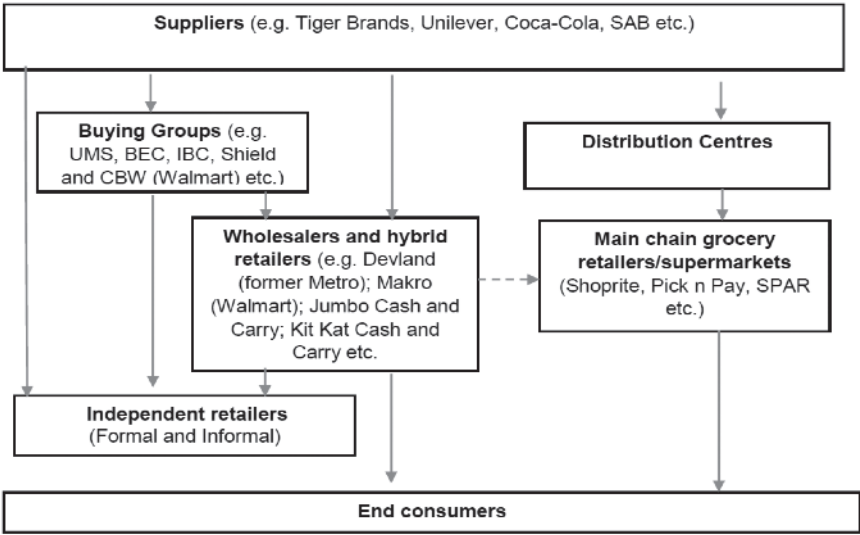 Suppliers (e.g. Tiger Brands, Unilever, Coca-Cola, SAB etc.)
Buying Groups (e.g.
UMS, BEC, IBC, Shield
and CBW (Walmart) etc.)
Distribution Centres
Wholesalers and hybrid
retailers (e.g. Devland
(former Metro); Makro
(Walmart); Jumbo Cash and
Carry; Kit Kat Cash and
Carry etc.
Main chain grocery
retailers/supermarkets
(Shoprite, Pick n Pay, SPAR
etc.)
Independent retailers
(Formal and Informal)
End consumers